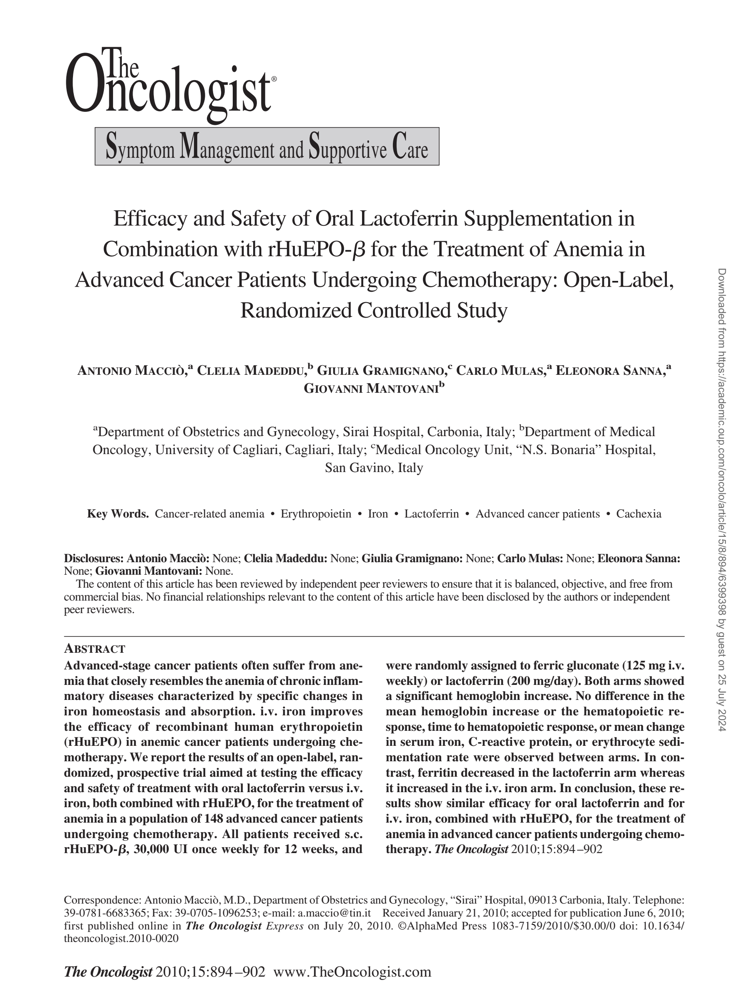 The
Oncologist®
Symptom Management and Supportive Care
Efficacy and Safety of Oral Lactoferrin Supplementation in
Combination with rHuEPO-β for the Treatment of Anemia in
Advanced Cancer Patients Undergoing Chemotherapy: Open-Label,
Randomized Controlled Study
ANTONIO MACCIÒ,a CLELIA MADEDDU,b GIULIA GRAMIGNANO,c CARLO MULAS,a ELEONORA SANNA,a
GIOVANNI MANTOVANIb
aDepartment of Obstetrics and Gynecology, Sirai Hospital, Carbonia, Italy; bDepartment of Medical
Oncology, University of Cagliari, Cagliari, Italy; cMedical Oncology Unit, “N.S. Bonaria” Hospital,
San Gavino, Italy
Key Words. Cancer-related anemia • Erythropoietin • Iron • Lactoferrin • Advanced cancer patients • Cachexia
Disclosures: Antonio Macciò: None; Clelia Madeddu: None; Giulia Gramignano: None; Carlo Mulas: None; Eleonora Sanna:
None; Giovanni Mantovani: None.
The content of this article has been reviewed by independent peer reviewers to ensure that it is balanced, objective, and free from
commercial bias. No financial relationships relevant to the content of this article have been disclosed by the authors or independent
peer reviewers.
ABSTRACT
Advanced-stage cancer patients often suffer from ane-
mia that closely resembles the anemia of chronic inflam-
matory diseases characterized by specific changes in
iron homeostasis and absorption. i.v. iron improves
the efficacy of recombinant human erythropoietin
(rHuEPO) in anemic cancer patients undergoing che-
motherapy. We report the results of an open-label, ran-
domized, prospective trial aimed at testing the efficacy
and safety of treatment with oral lactoferrin versus i.v.
iron, both combined with rHuEPO, for the treatment of
anemia in a population of 148 advanced cancer patients
undergoing chemotherapy. All patients received s.c.
rHuEPO-β, 30,000 UI once weekly for 12 weeks, and
were randomly assigned to ferric gluconate (125 mg i.v.
weekly) or lactoferrin (200 mg/day). Both arms showed
a significant hemoglobin increase. No difference in the
mean hemoglobin increase or the hematopoietic re-
sponse, time to hematopoietic response, or mean change
in serum iron, C-reactive protein, or erythrocyte sedi-
mentation rate were observed between arms. In con-
trast, ferritin decreased in the lactoferrin arm whereas
it increased in the i.v. iron arm. In conclusion, these re-
sults show similar efficacy for oral lactoferrin and for
i.v. iron, combined with rHuEPO, for the treatment of
anemia in advanced cancer patients undergoing chemo-
therapy. The Oncologist 2010;15:894–902
Correspondence: Antonio Macciò, M.D., Department of Obstetrics and Gynecology, “Sirai” Hospital, 09013 Carbonia, Italy. Telephone:
39-0781-6683365; Fax: 39-0705-1096253; e-mail: a.maccio@tin.it Received January 21, 2010; accepted for publication June 6, 2010;
first published online in The Oncologist Express on July 20, 2010. ©AlphaMed Press 1083-7159/2010/$30.00/0 doi: 10.1634/
theoncologist.2010-0020
The Oncologist 2010;15:894–902 www.TheOncologist.com
Downloaded from https://academic.oup.com/oncolo/article/15/8/894/6399398 by guest on 25 July 2024